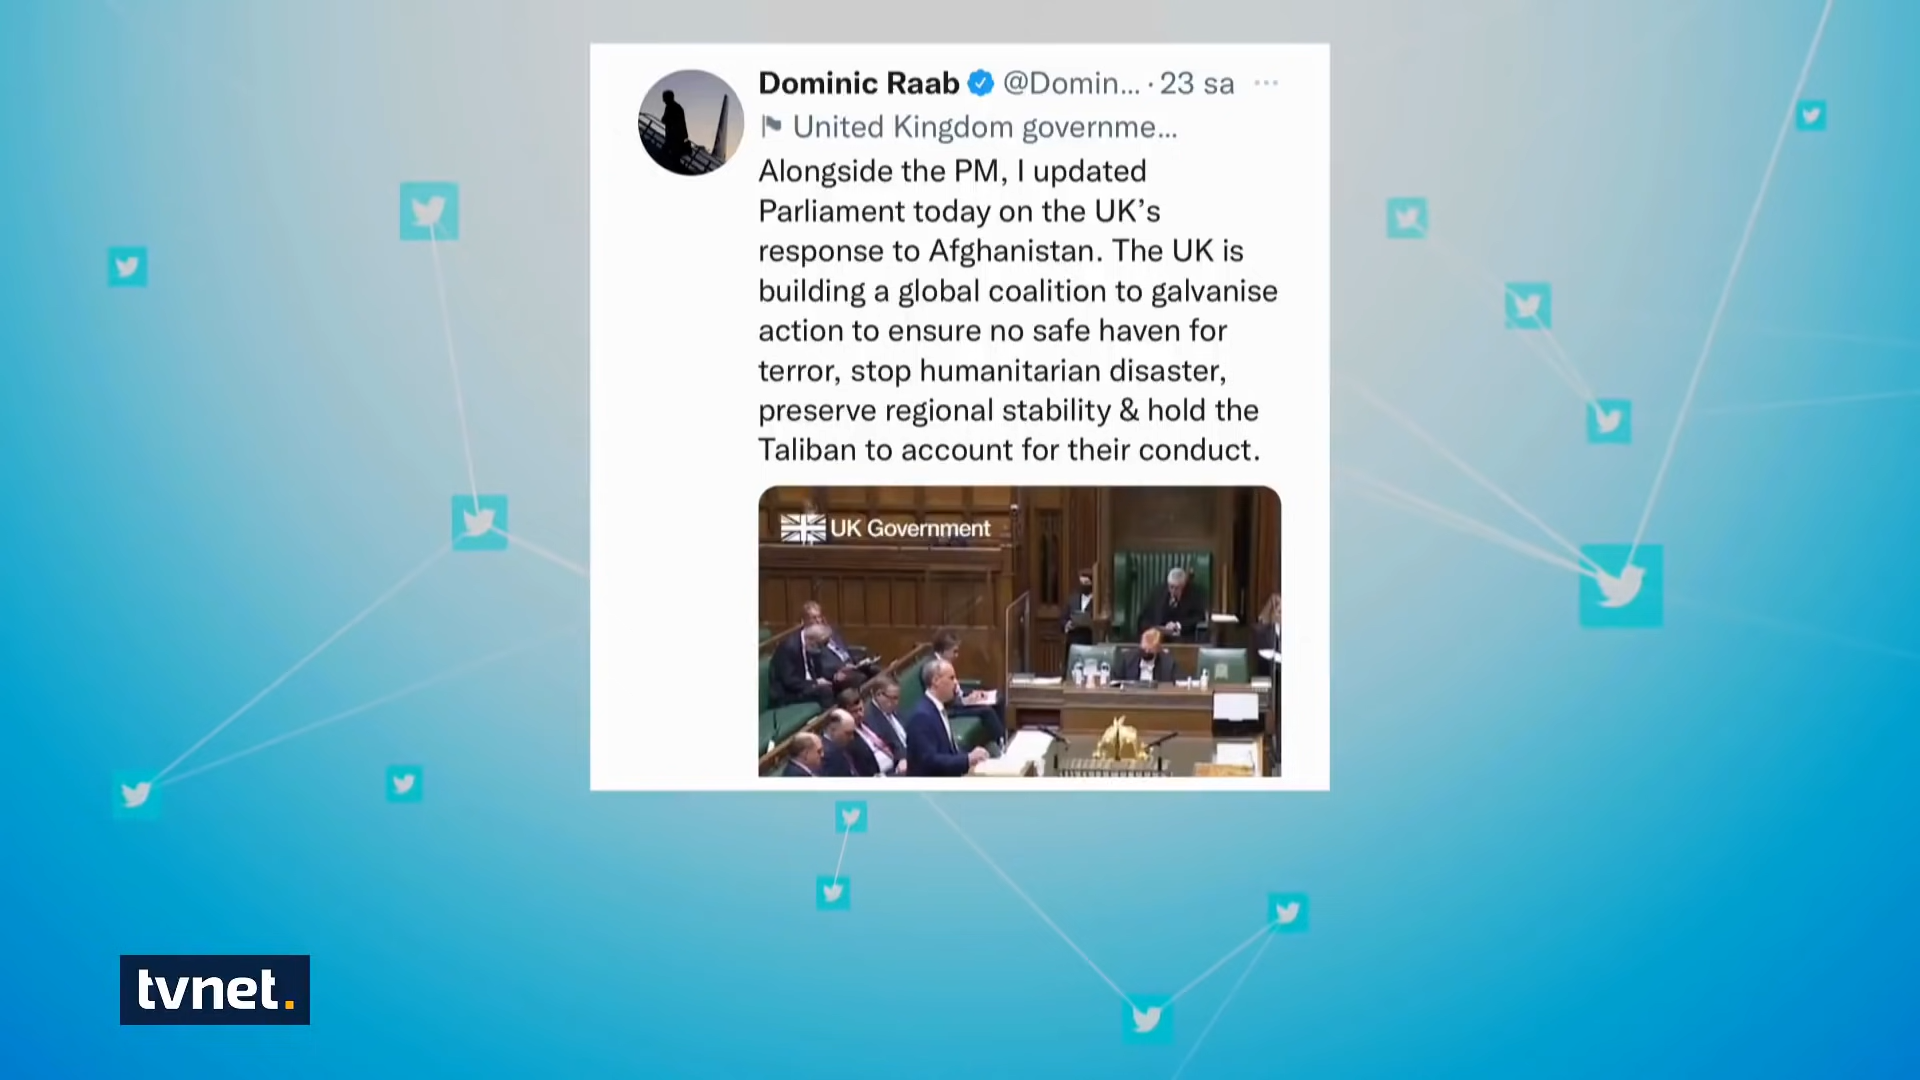 Dominic Raab @Domin... · 23 sa ···
United Kingdom governme...
Alongside the PM, I updated
Parliament today on the UK’s
response to Afghanistan. The UK is
building a global coalition to galvanise
action to ensure no safe haven for
terror, stop humanitarian disaster,
preserve regional stability & hold the
Taliban to account for their conduct.
UK Government
tvnet.